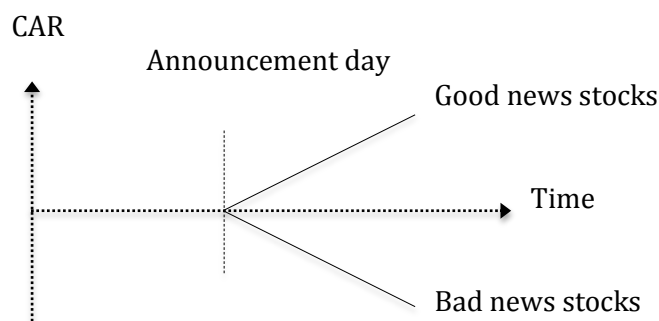 CAR
Announcement day
Good news stocks
Time
Bad news stocks